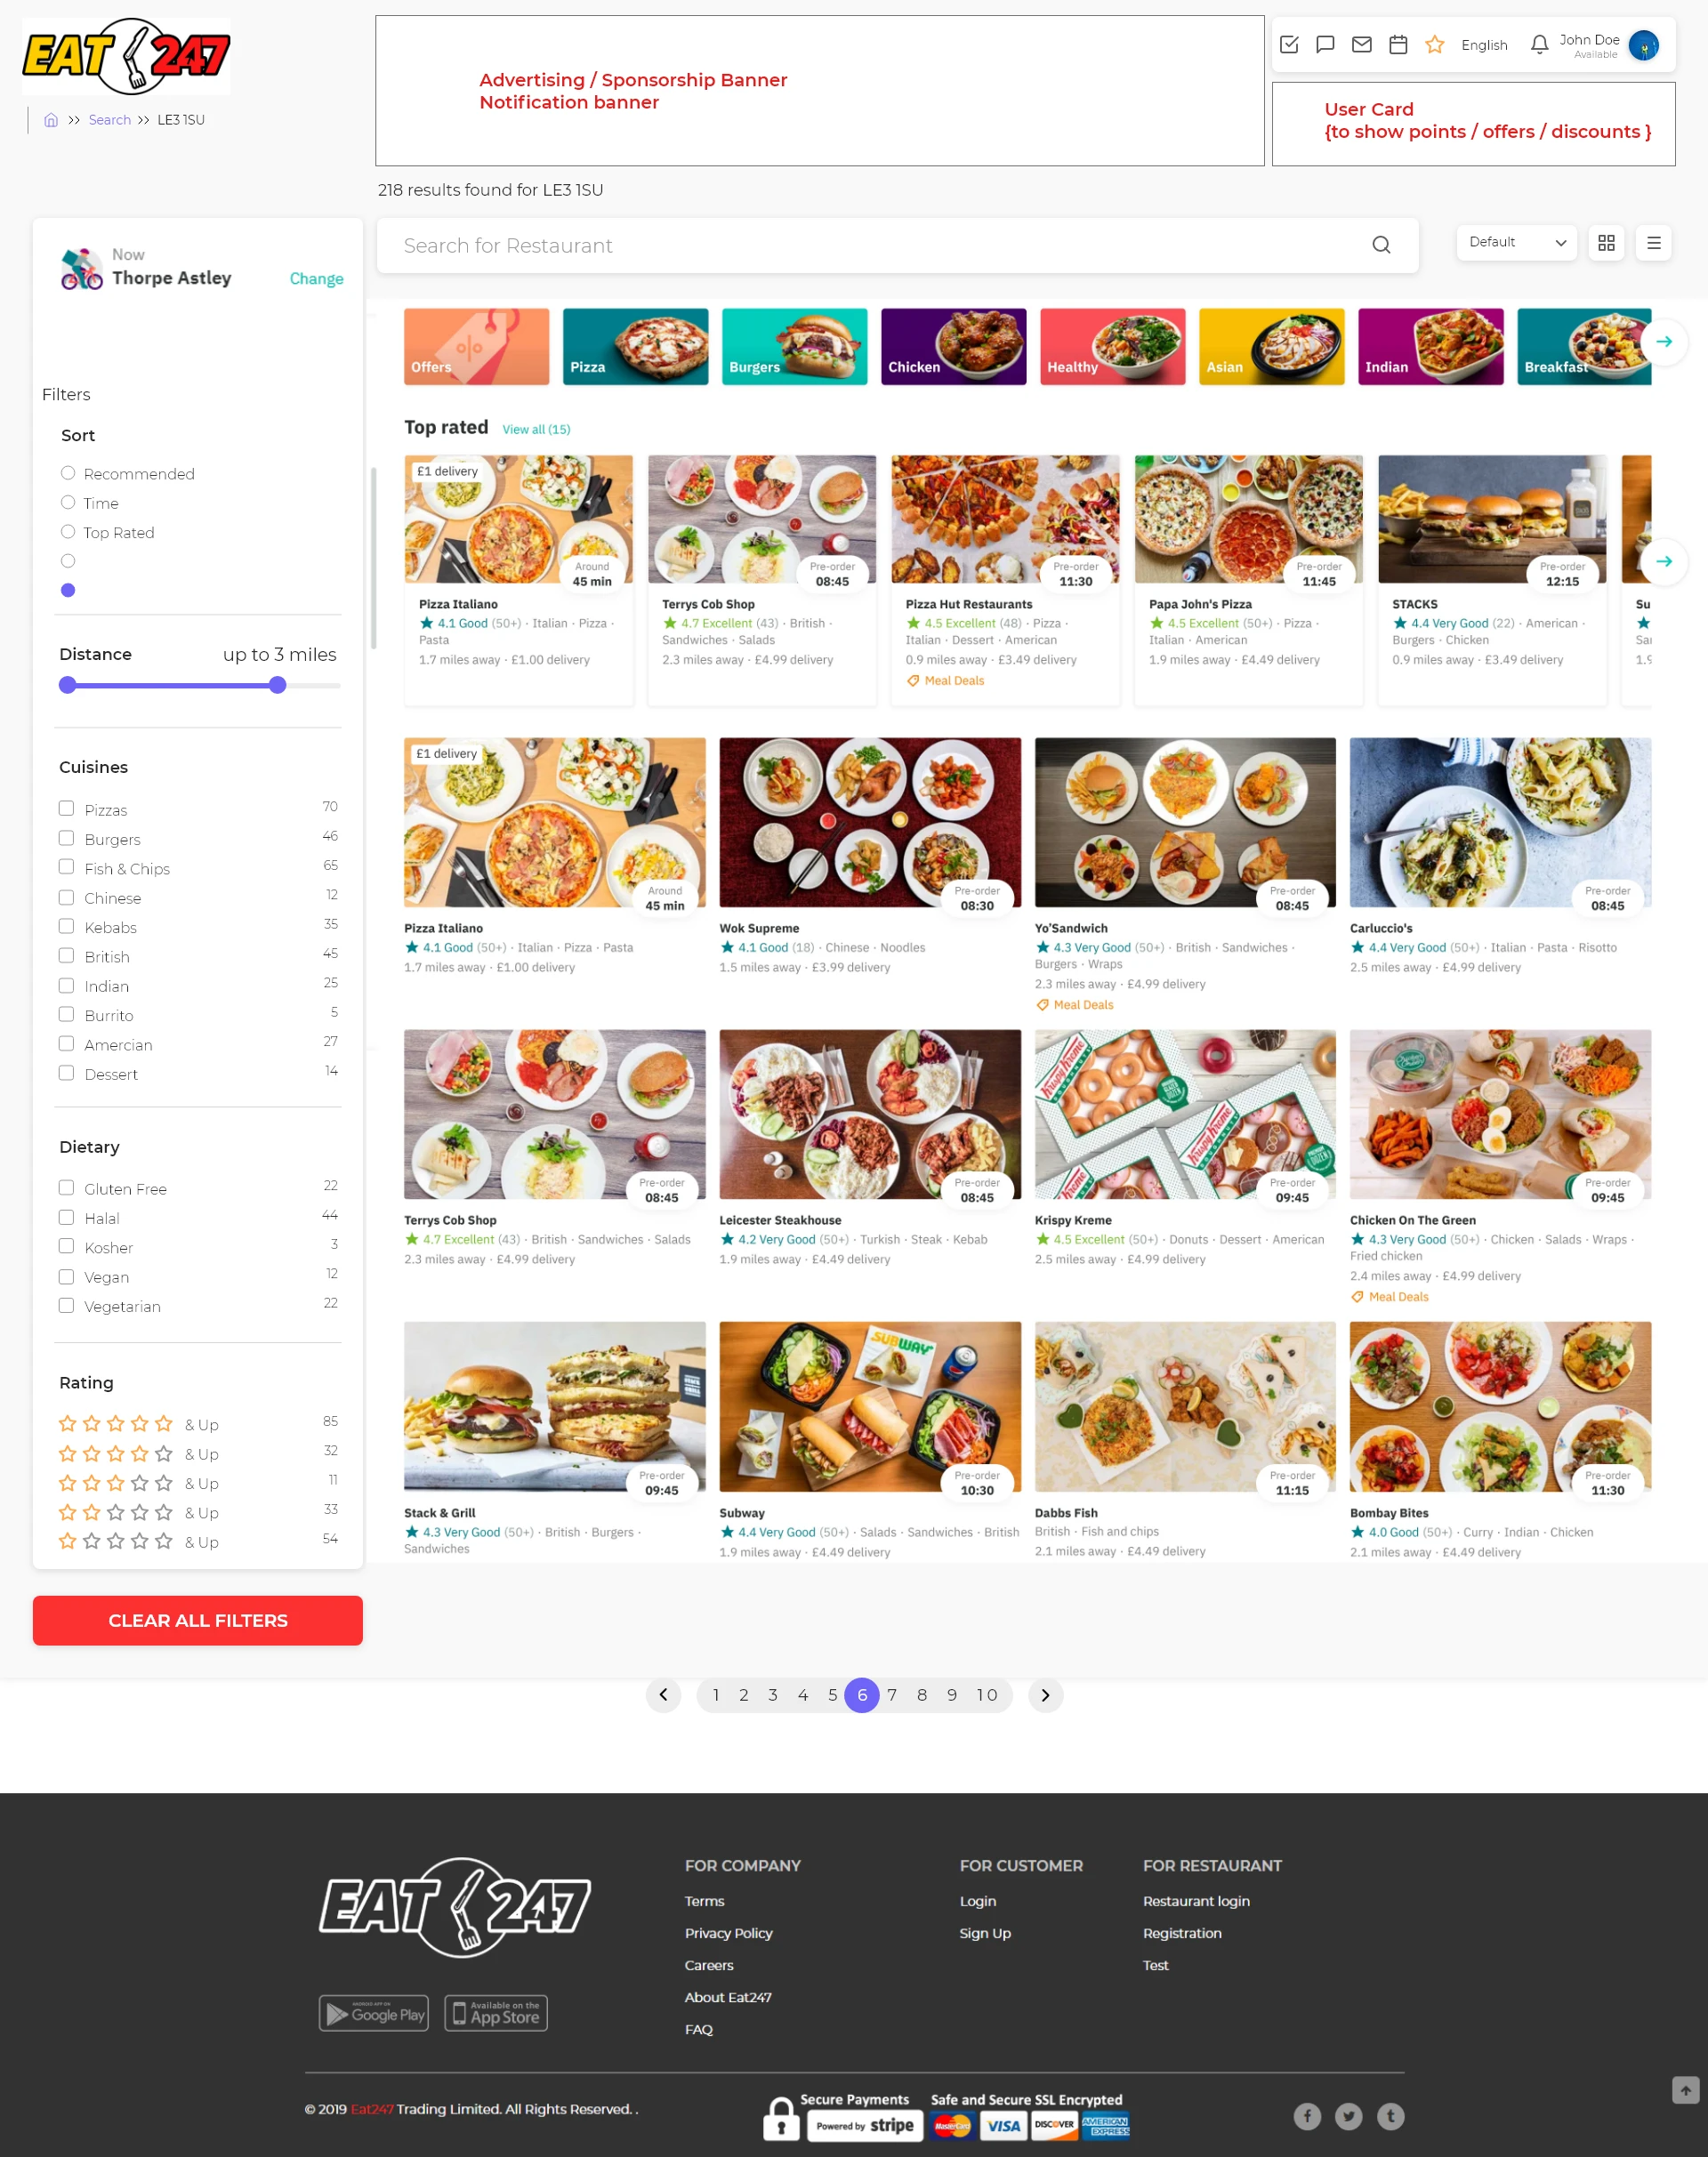 EAT 247
Advertising / Sponsorship Banner
Notification banner
English
John Doe
Available
User Card
{to show points / offers / discounts }
>> Search >> LE3 1SU
218 results found for LE3 1SU
Now
Thorpe Astley
Change
Search for Restaurant
Default
Offers
Pizza
Burgers
Chicken
Healthy
Asian
Indian
Breakfast
Filters
Sort
Recommended
Time
Top Rated
Distance up to 3 miles
Cuisines
Pizzas 70
Burgers 46
Fish & Chips 65
Chinese 12
Kebabs 35
British 45
Indian 25
Burrito 5
Amercian 27
Dessert 14
Dietary
Gluten Free 22
Halal 44
Kosher 3
Vegan 12
Vegetarian 22
Rating
& Up 85
& Up 32
& Up 11
& Up 33
& Up 54
CLEAR ALL FILTERS
Top rated View all (15)
£1 delivery
Around
45 min
Pizza Italiano
4.1 Good (50+) · Italian · Pizza ·
Pasta
1.7 miles away · £1.00 delivery
Pre-order
08:45
Terrys Cob Shop
4.7 Excellent (43) · British ·
Sandwiches · Salads
2.3 miles away · £4.99 delivery
Pre-order
11:30
Pizza Hut Restaurants
4.5 Excellent (48) · Pizza ·
Italian · Dessert · American
0.9 miles away · £3.49 delivery
Meal Deals
Pre-order
11:45
Papa John's Pizza
4.5 Excellent (50+) · Pizza ·
Italian · American
1.9 miles away · £4.49 delivery
Pre-order
12:15
STACKS
4.4 Very Good (22) · American ·
Burgers · Chicken
0.9 miles away · £3.49 delivery
Su
1.9
£1 delivery
Around
45 min
Pizza Italiano
4.1 Good (50+) · Italian · Pizza · Pasta
1.7 miles away · £1.00 delivery
Pre-order
08:30
Wok Supreme
4.1 Good (18) · Chinese · Noodles
1.5 miles away · £3.99 delivery
Pre-order
08:45
Yo'Sandwich
4.3 Very Good (50+) · British · Sandwiches ·
Burgers · Wraps
2.3 miles away · £4.99 delivery
Meal Deals
Pre-order
08:45
Carluccio's
4.4 Very Good (50+) · Italian · Pasta · Risotto
2.5 miles away · £4.99 delivery
Pre-order
08:45
Terrys Cob Shop
4.7 Excellent (43) · British · Sandwiches · Salads
2.3 miles away · £4.99 delivery
Pre-order
08:45
Leicester Steakhouse
4.2 Very Good (50+) · Turkish · Steak · Kebab
1.9 miles away · £4.49 delivery
Krispy Kreme
Krispy Kreme
Pre-order
09:45
Krispy Kreme
4.5 Excellent (50+) · Donuts · Dessert · American
2.5 miles away · £4.99 delivery
Pre-order
09:45
Chicken On The Green
4.3 Very Good (50+) · Chicken · Salads · Wraps ·
Fried chicken
2.4 miles away · £4.99 delivery
Meal Deals
Pre-order
09:45
Stack & Grill
4.3 Very Good (50+) · British · Burgers ·
Sandwiches
SUBWAY
Pre-order
10:30
Subway
4.4 Very Good (50+) · Salads · Sandwiches · British
1.9 miles away · £4.49 delivery
Pre-order
11:15
Dabbs Fish
British · Fish and chips
2.1 miles away · £4.49 delivery
Pre-order
11:30
Bombay Bites
4.0 Good (50+) · Curry · Indian · Chicken
2.1 miles away · £4.49 delivery
1 2 3 4 5 6 7 8 9 10
EAT 247
ANDROID APP ON
Google Play
Available on the
App Store
FOR COMPANY
Terms
Privacy Policy
Careers
About Eat247
FAQ
FOR CUSTOMER
Login
Sign Up
FOR RESTAURANT
Restaurant login
Registration
Test
© 2019 Eat247 Trading Limited. All Rights Reserved. .
Secure Payments Safe and Secure SSL Encrypted
Powered by stripe MasterCard VISA DISCOVER AMERICAN EXPRESS